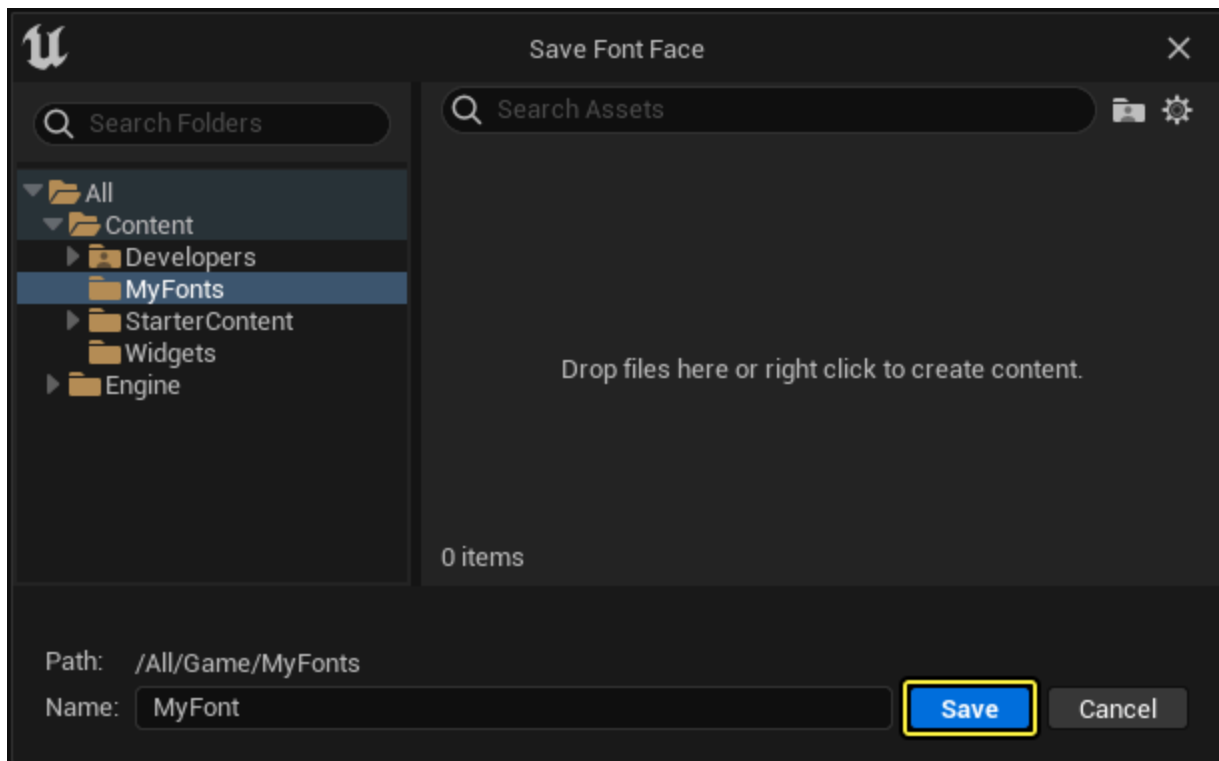 Save Font Face
Search Folders
Search Assets
All
Content
Developers
MyFonts
StarterContent
Widgets
Engine
Drop files here or right click to create content.
0 items
Path: /All/Game/MyFonts
Name: MyFont
Save
Cancel